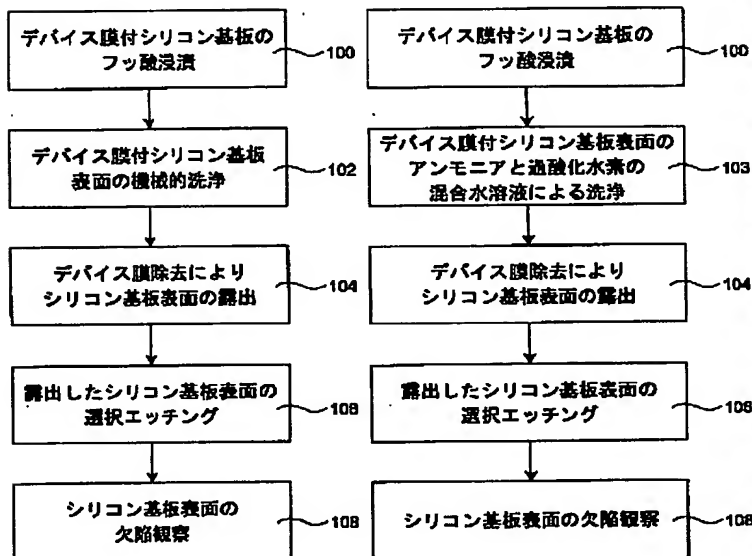 デバイス膜付シリコン基板の
フッ酸浸漬
100
デバイス膜付シリコン基板
表面の機械的洗浄
102
デバイス膜除去により
シリコン基板表面の露出
104
露出したシリコン基板表面の
選択エッチング
106
シリコン基板表面の
欠陥観察
108
デバイス膜付シリコン基板の
フッ酸浸漬
100
デバイス膜付シリコン基板表面の
アンモニアと過酸化水素の
混合水溶液による洗浄
103
デバイス膜除去により
シリコン基板表面の露出
104
露出したシリコン基板表面の
選択エッチング
106
シリコン基板表面の欠陥観察
108